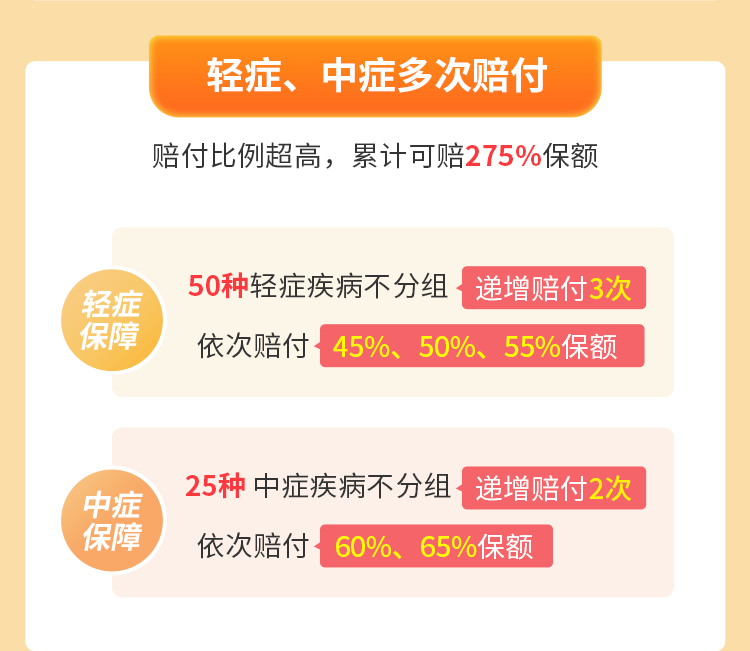 轻症、中症多次赔付
赔付比例超高，累计可赔275%保额
轻症
保障
50种轻症疾病不分组 递增赔付3次
依次赔付 45%、50%、55%保额
中症
保障
25种 中症疾病不分组 递增赔付2次
依次赔付 60%、65%保额